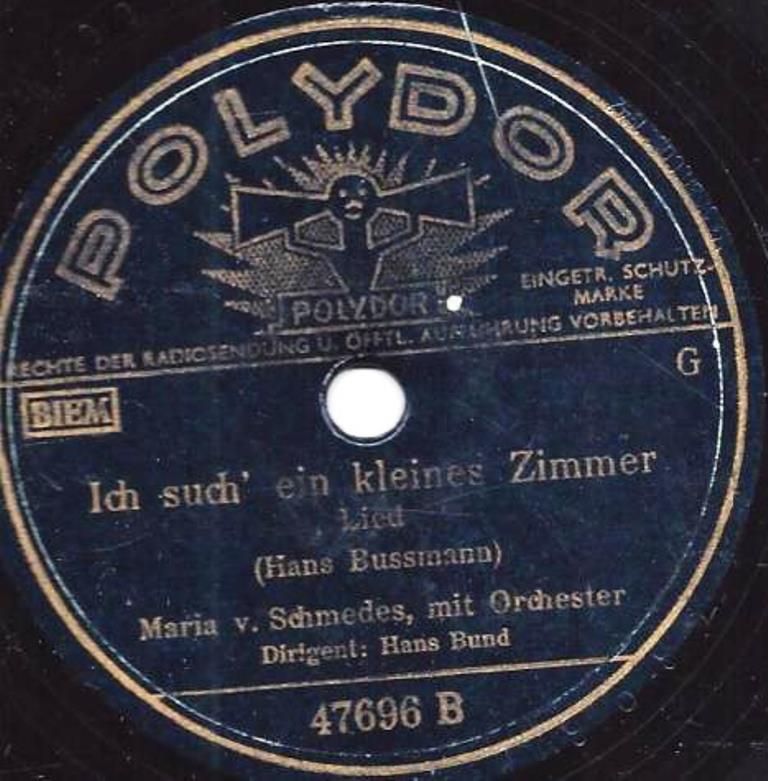 POLYDOR
POLYDOR
EINGETR. SCHUTZ-
MARKE
RECHTE DER RADIOSENDUNG U. ÖFFTL. AUFFÜHRUNG VORBEHALTEN
G
BIEM
Ich such' ein kleines Zimmer
Lied
(Hans Bussmann)
Maria v. Schmedes, mit Orchester
Dirigent: Hans Bund
47696 B